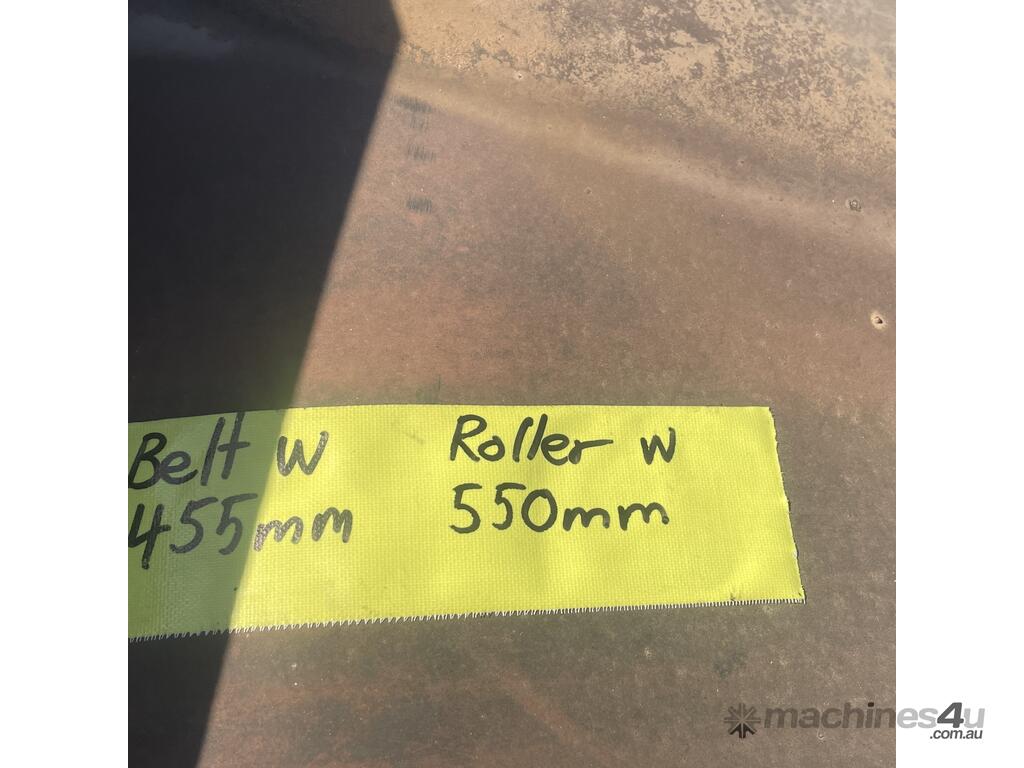 Belt W Roller W
455mm 550mm
machines4u
.com.au